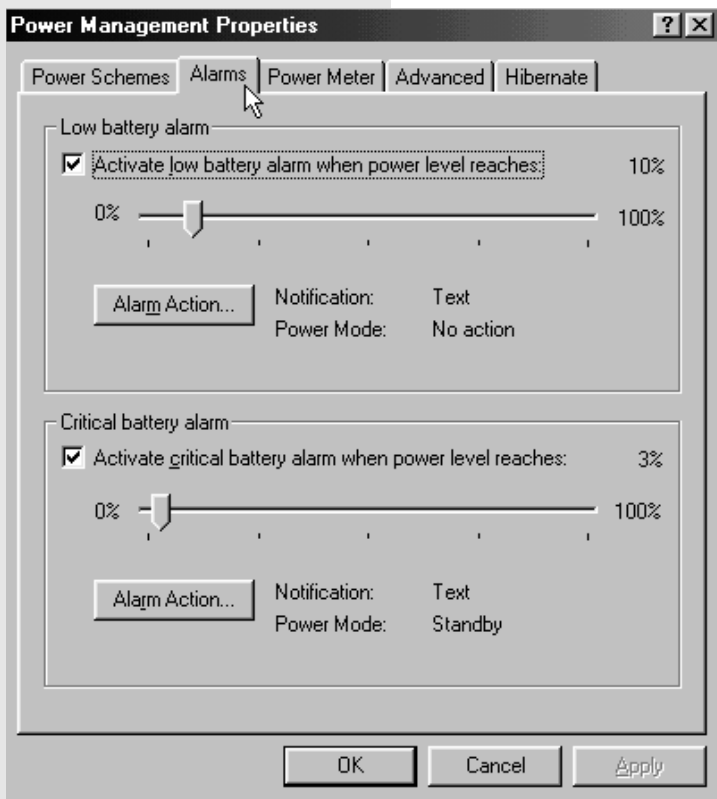 Power Management Properties
Power Schemes Alarms Power Meter Advanced Hibernate
Low battery alarm
Activate low battery alarm when power level reaches: 10%
0% 100%
Alarm Action... Notification: Text
Power Mode: No action
Critical battery alarm
Activate critical battery alarm when power level reaches: 3%
0% 100%
Alarm Action... Notification: Text
Power Mode: Standby
OK Cancel Apply